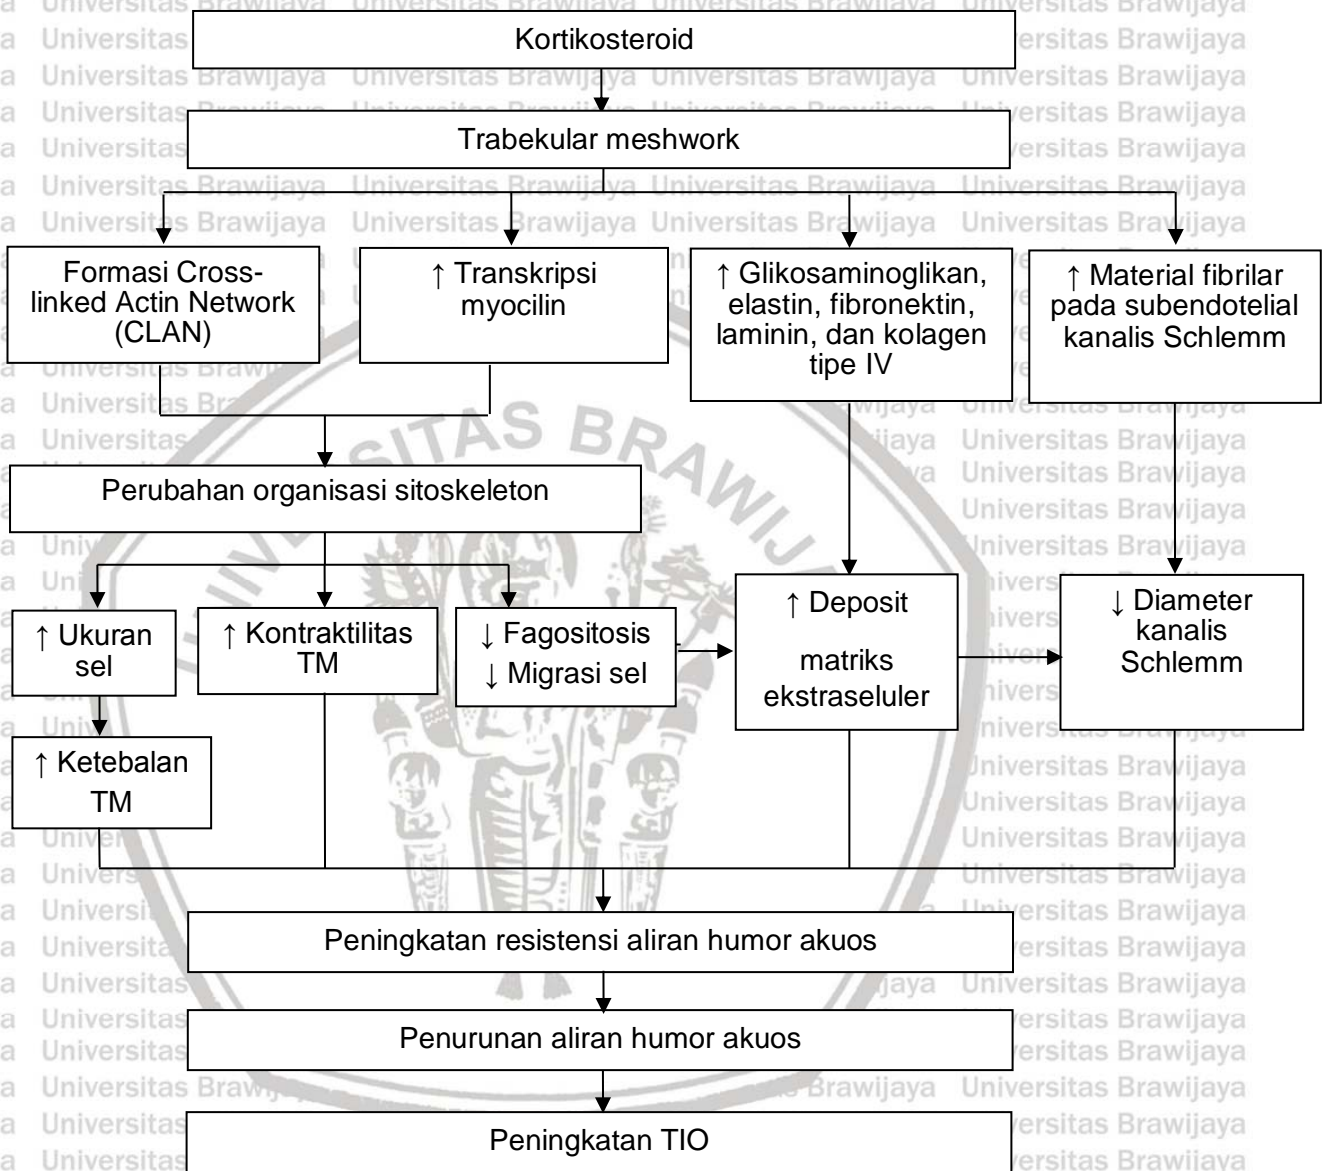 Kortikosteroid
Trabekular meshwork
Formasi Cross-
linked Actin Network
(CLAN)
↑ Transkripsi
myocilin
↑ Glikosaminoglikan,
elastin, fibronektin,
laminin, dan kolagen
tipe IV
↑ Material fibrilar
pada subendotelial
kanalis Schlemm
Perubahan organisasi sitoskeleton
↑ Ukuran
sel
↑ Kontraktilitas
TM
↓ Fagositosis
↓ Migrasi sel
↑ Deposit
matriks
ekstraseluler
↓ Diameter
kanalis
Schlemm
↑ Ketebalan
TM
Peningkatan resistensi aliran humor akuos
Penurunan aliran humor akuos
Peningkatan TIO
Universitas Brawijaya